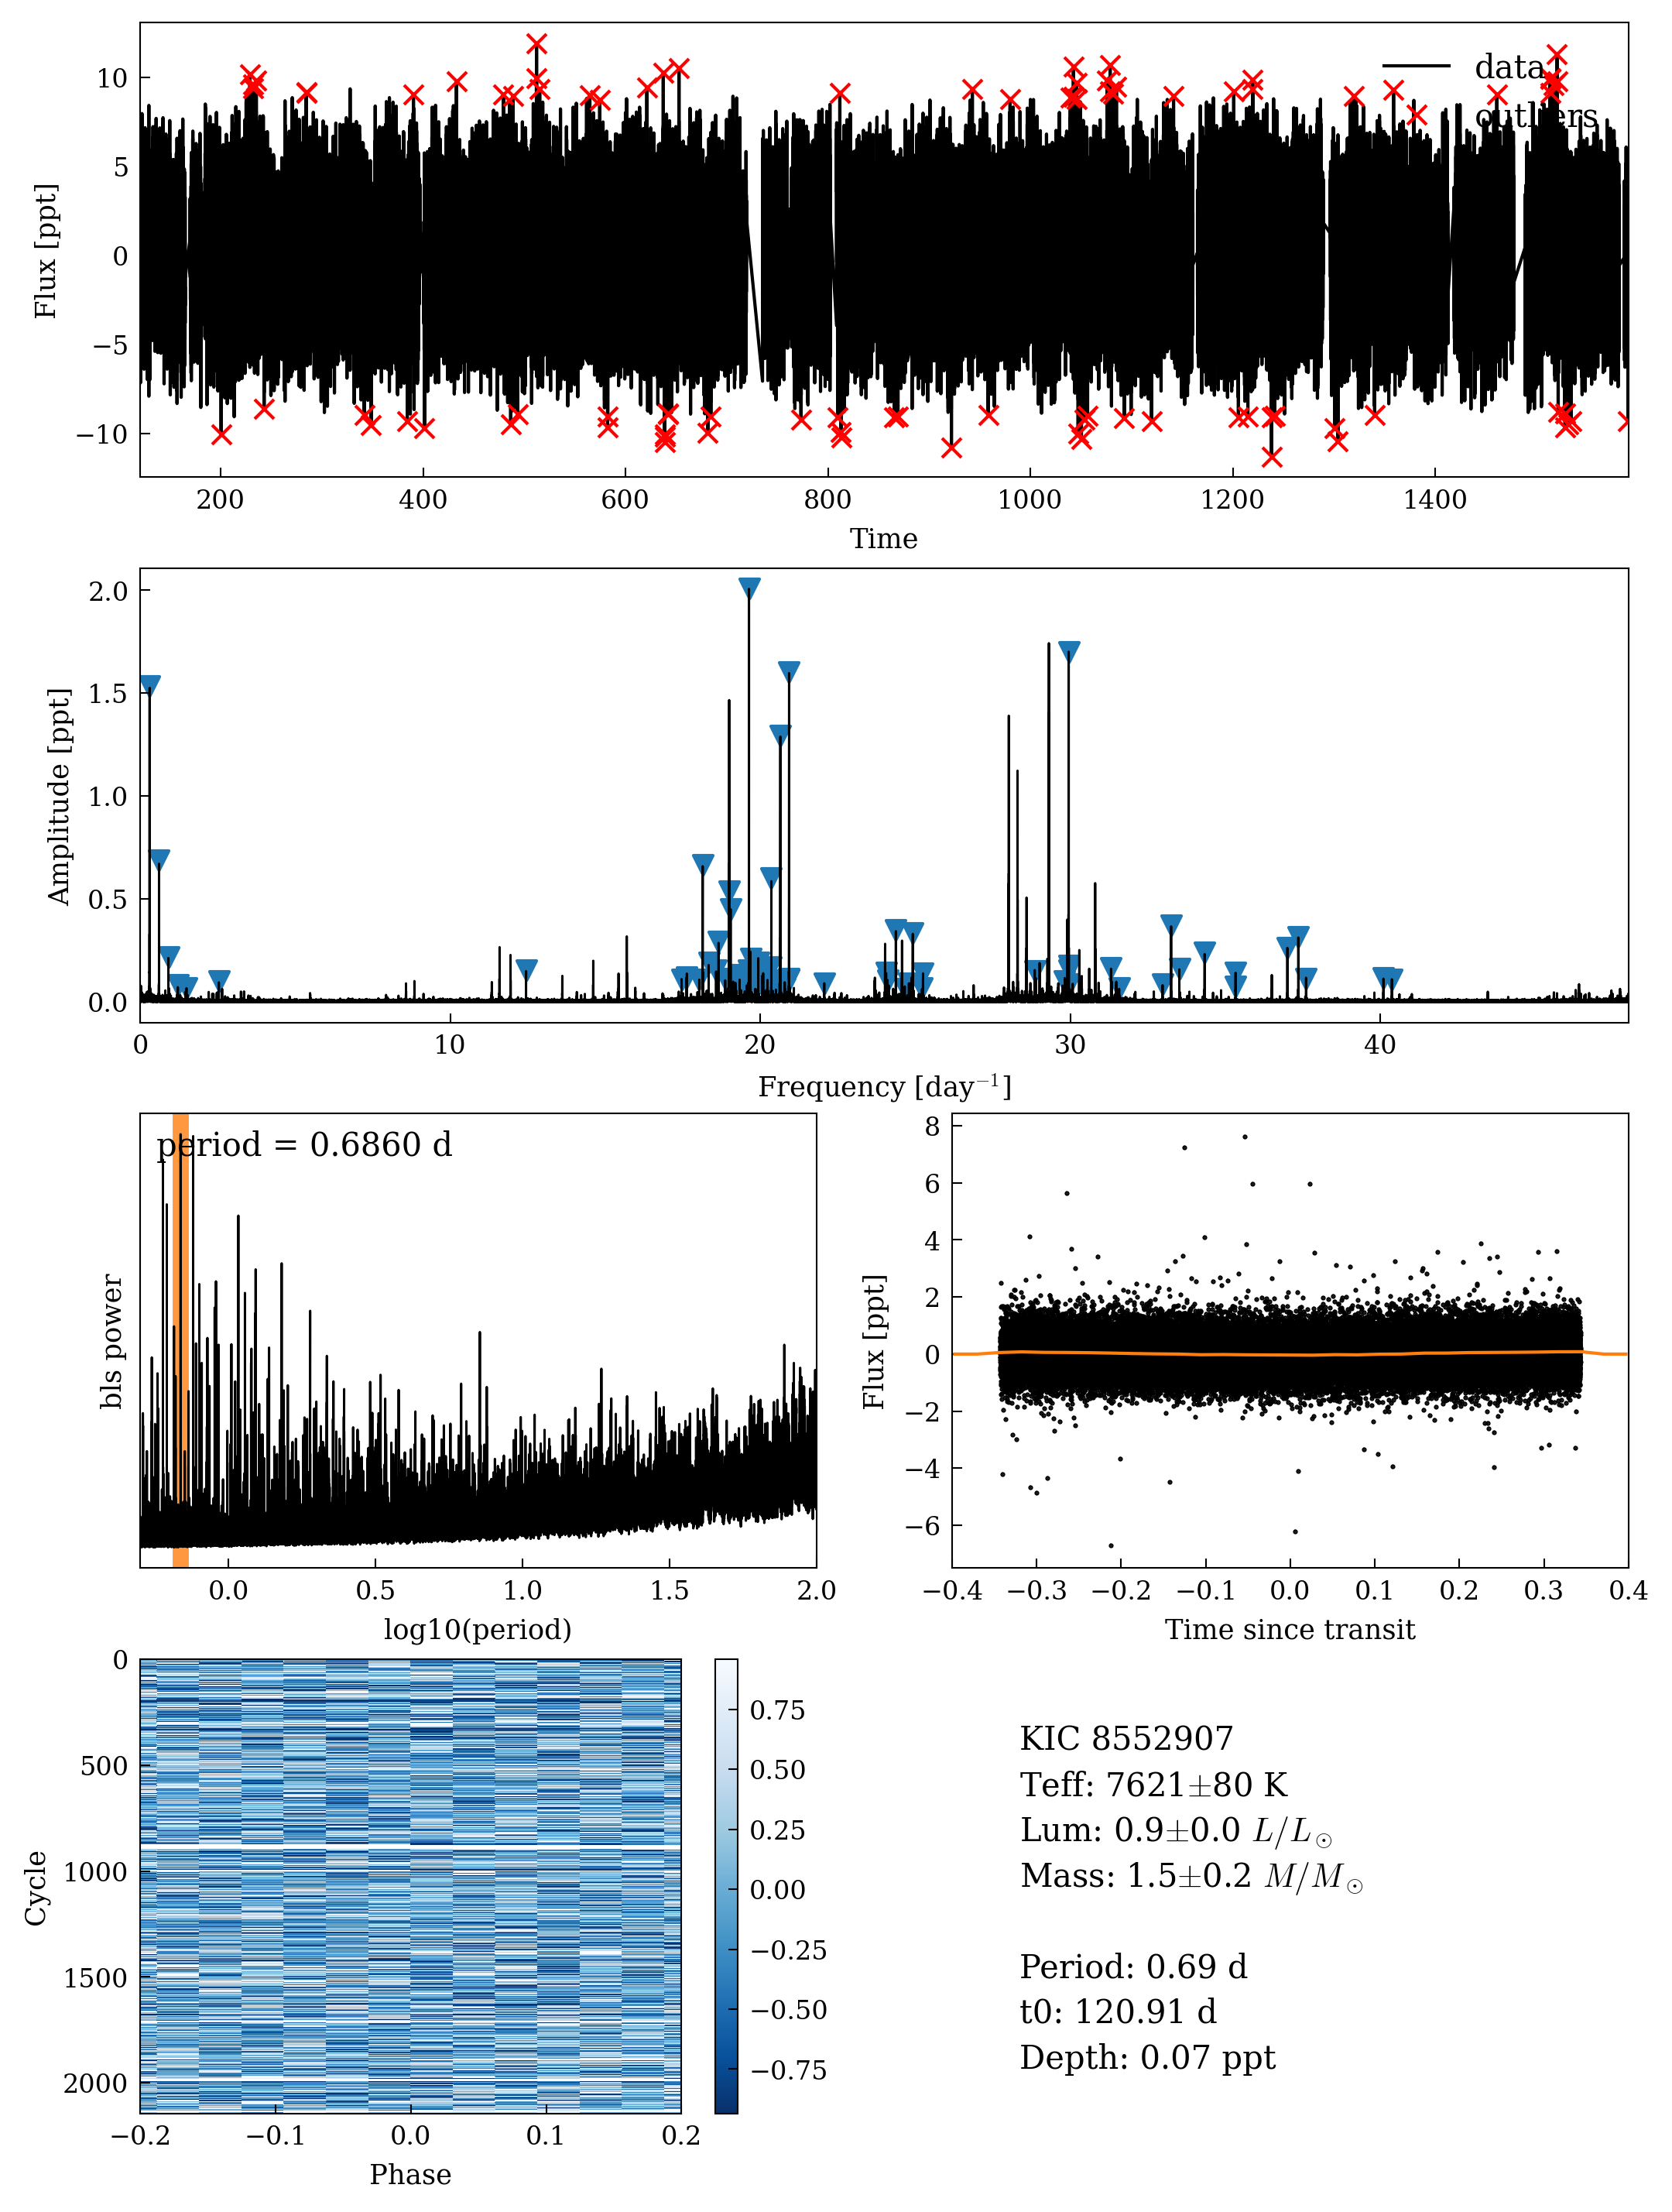 10
5
0
−5
−10
Flux [ppt]
data
outliers
200 400 600 800 1000 1200 1400
Time
2.0
1.5
1.0
0.5
0.0
Amplitude [ppt]
0 10 20 30 40
Frequency [day⁻¹]
period = 0.6860 d
bls power
0.0 0.5 1.0 1.5 2.0
log10(period)
8
6
4
2
0
−2
−4
−6
Flux [ppt]
−0.4 −0.3 −0.2 −0.1 0.0 0.1 0.2 0.3 0.4
Time since transit
0
500
1000
1500
2000
Cycle
−0.2 −0.1 0.0 0.1 0.2
Phase
0.75
0.50
0.25
0.00
−0.25
−0.50
−0.75
KIC 8552907
Teff: 7621±80 K
Lum: 0.9±0.0 L/L⊙
Mass: 1.5±0.2 M/M⊙
Period: 0.69 d
t0: 120.91 d
Depth: 0.07 ppt